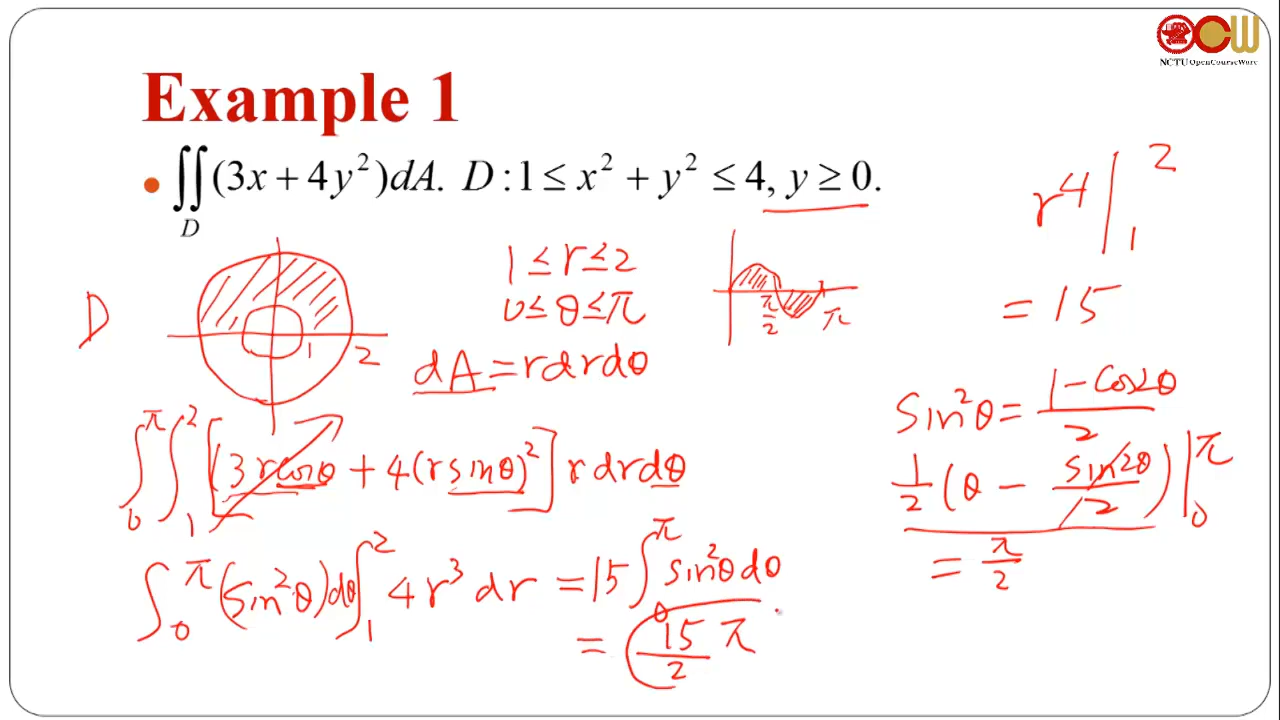 NCTU OpenCourseWare
Example 1
• ∬_D (3x + 4y²)dA. D : 1 ≤ x² + y² ≤ 4, y ≥ 0.
r⁴ |₁²
= 15
D
1
2
1 ≤ r ≤ 2
0 ≤ θ ≤ π
dA = r dr dθ
π/2
π
∫₀^π ∫₁² [3r cosθ + 4(r sinθ)²] r dr dθ
∫₀^π (sin²θ)dθ ∫₁² 4r³ dr = 15 ∫₀^π sin²θ dθ
= 15/2 π
sin²θ = (1 - cos2θ)/2
1/2 (θ - sin2θ/2) |₀^π
= π/2